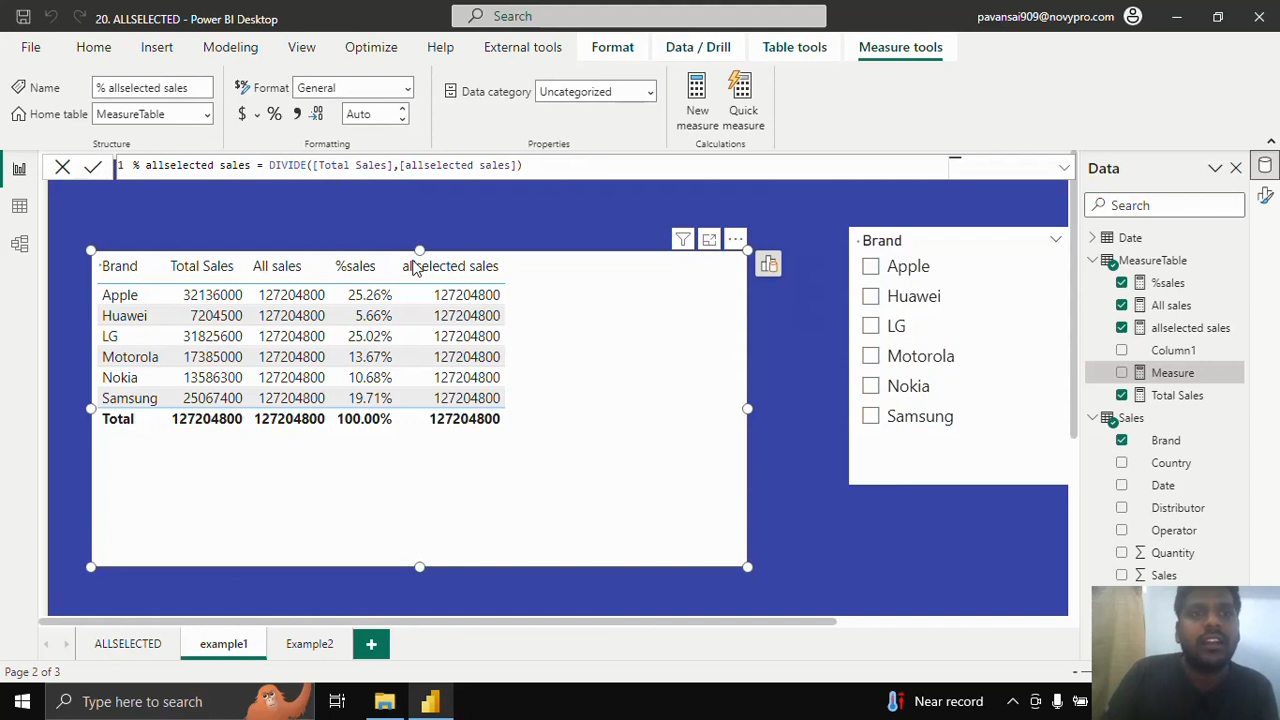 20. ALLSELECTED - Power BI Desktop
Search
pavansai909@novypro.com
File Home Insert Modeling View Optimize Help External tools Format Data / Drill Table tools Measure tools
Name % allselected sales
Home table MeasureTable
Structure
Format General
$ % Auto
Formatting
Data category Uncategorized
Properties
New measure
Quick measure
Calculations
1 % allselected sales = DIVIDE([Total Sales],[allselected sales])
Brand Total Sales All sales %sales allselected sales
Apple 32136000 127204800 25.26% 127204800
Huawei 7204500 127204800 5.66% 127204800
LG 31825600 127204800 25.02% 127204800
Motorola 17385000 127204800 13.67% 127204800
Nokia 13586300 127204800 10.68% 127204800
Samsung 25067400 127204800 19.71% 127204800
Total 127204800 127204800 100.00% 127204800
Brand
Apple
Huawei
LG
Motorola
Nokia
Samsung
Data
Search
Date
MeasureTable
%sales
All sales
allselected sales
Column1
Measure
Total Sales
Sales
Brand
Country
Date
Distributor
Operator
Quantity
Sales
ALLSELECTED example1 Example2
Page 2 of 3
Type here to search
Near record